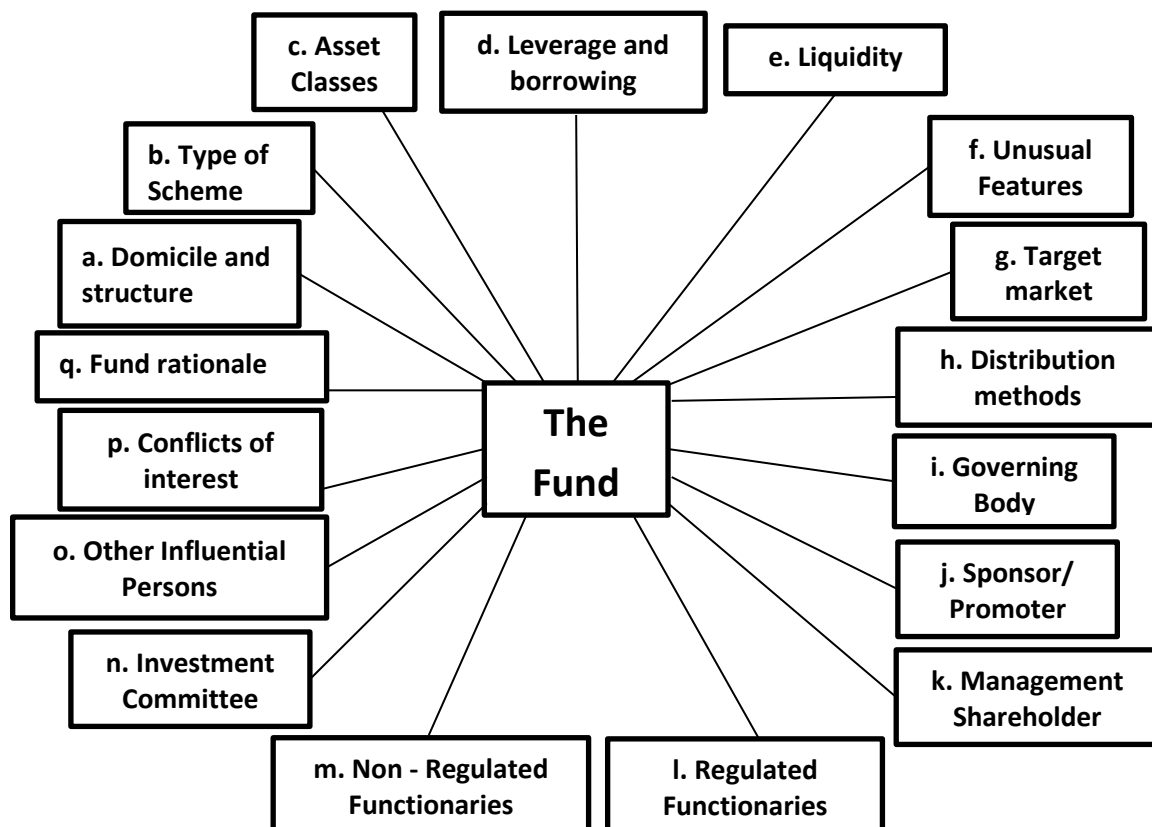 c. Asset
Classes
d. Leverage and
borrowing
e. Liquidity
b. Type of
Scheme
f. Unusual
Features
a. Domicile and
structure
g. Target
market
q. Fund rationale
h. Distribution
methods
The
Fund
p. Conflicts of
interest
i. Governing
Body
o. Other Influential
Persons
j. Sponsor/
Promoter
n. Investment
Committee
k. Management
Shareholder
m. Non - Regulated
Functionaries
l. Regulated
Functionaries